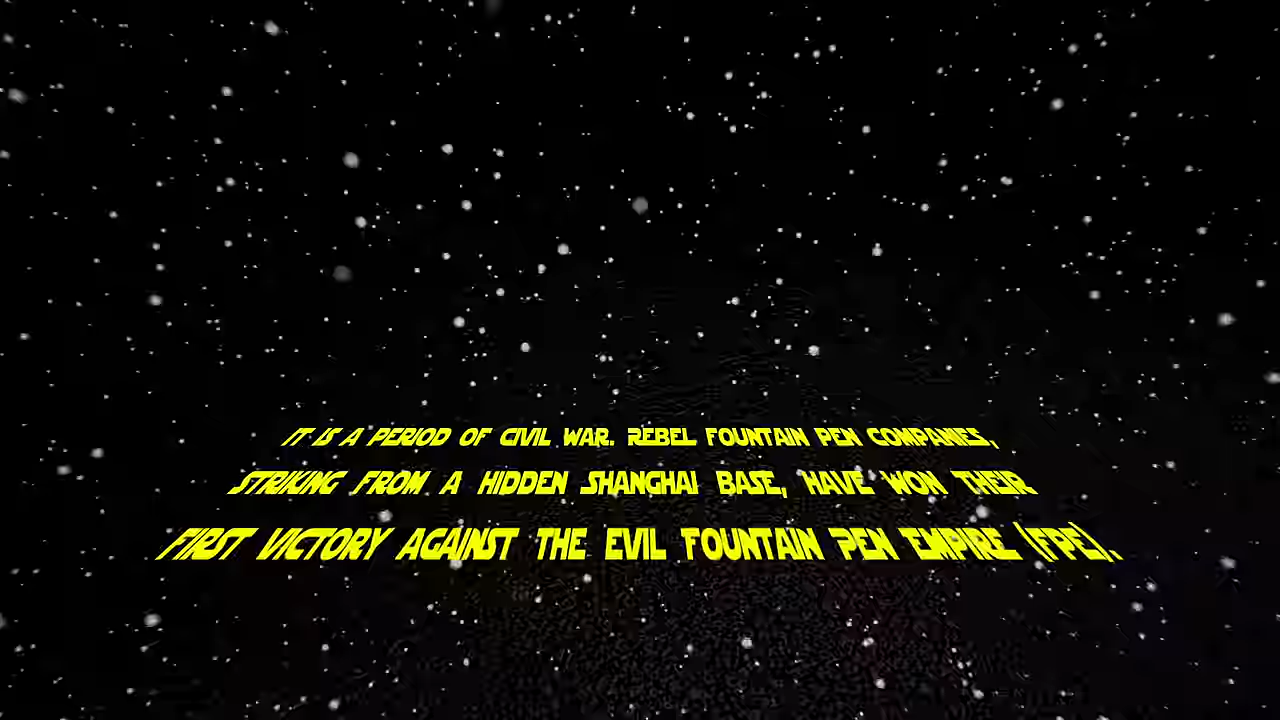 IT IS A PERIOD OF CIVIL WAR. REBEL FOUNTAIN PEN COMPANIES,
STRIKING FROM A HIDDEN SHANGHAI BASE, HAVE WON THEIR
FIRST VICTORY AGAINST THE EVIL FOUNTAIN PEN EMPIRE (FPE).